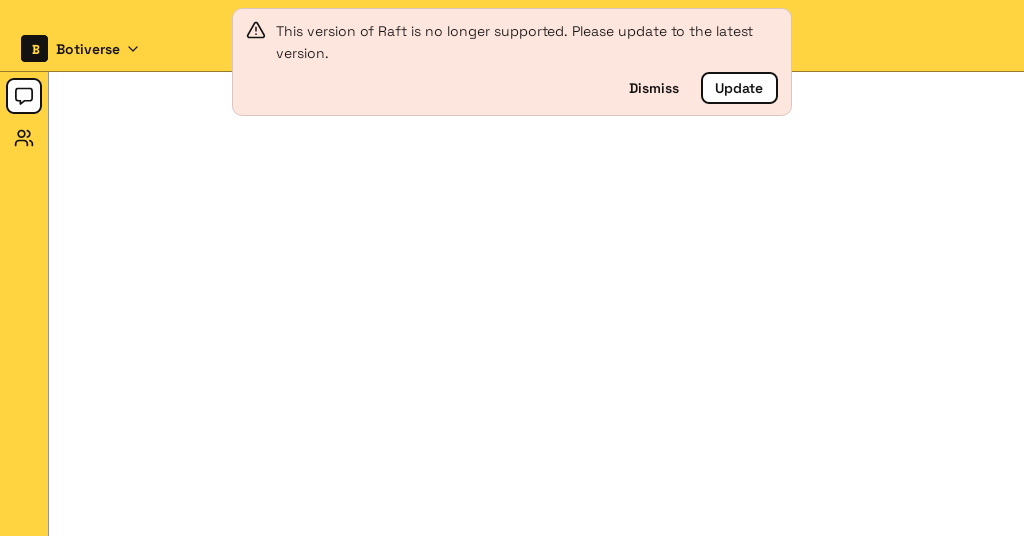 This version of Raft is no longer supported. Please update to the latest
version.
B Botiverse
Dismiss Update